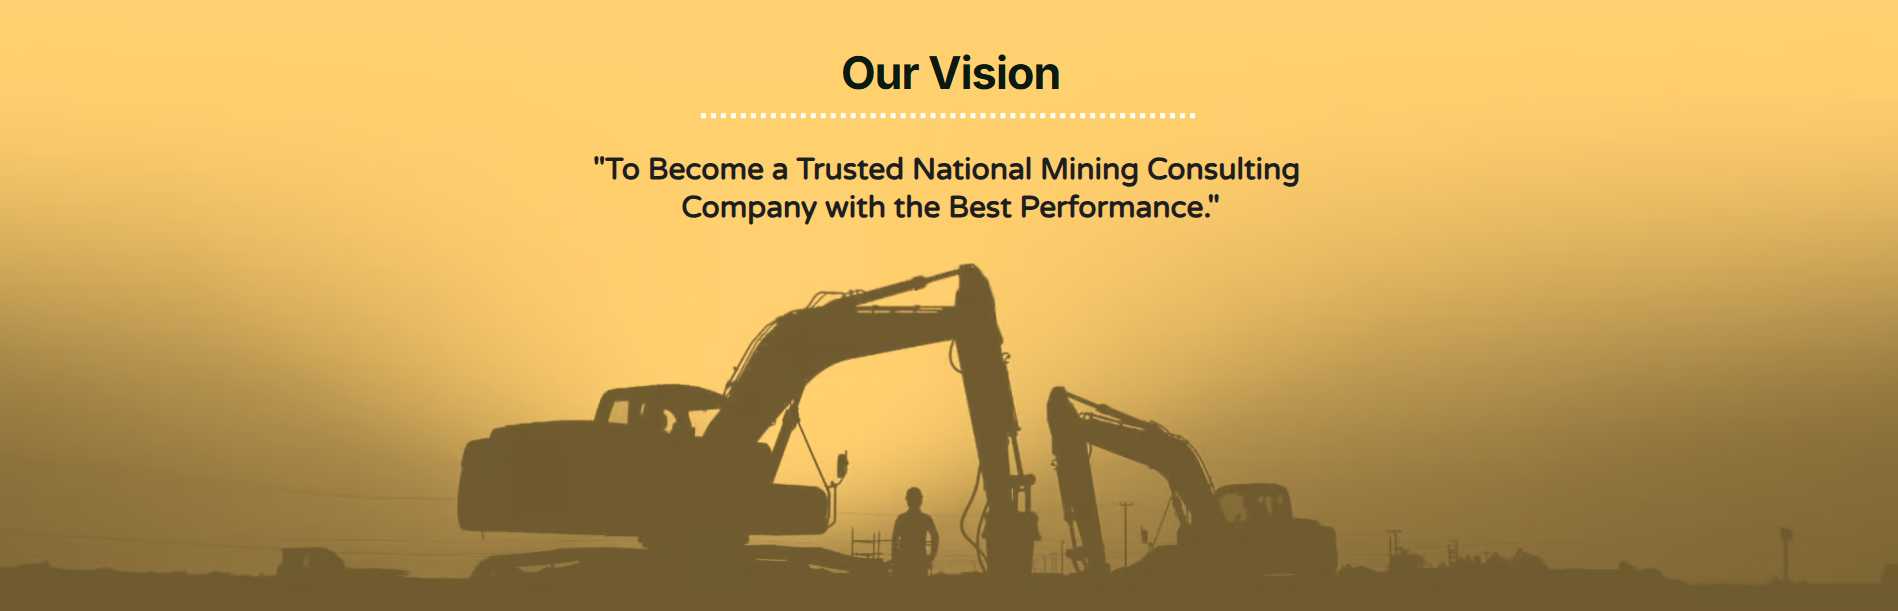 Our Vision
"To Become a Trusted National Mining Consulting
Company with the Best Performance."